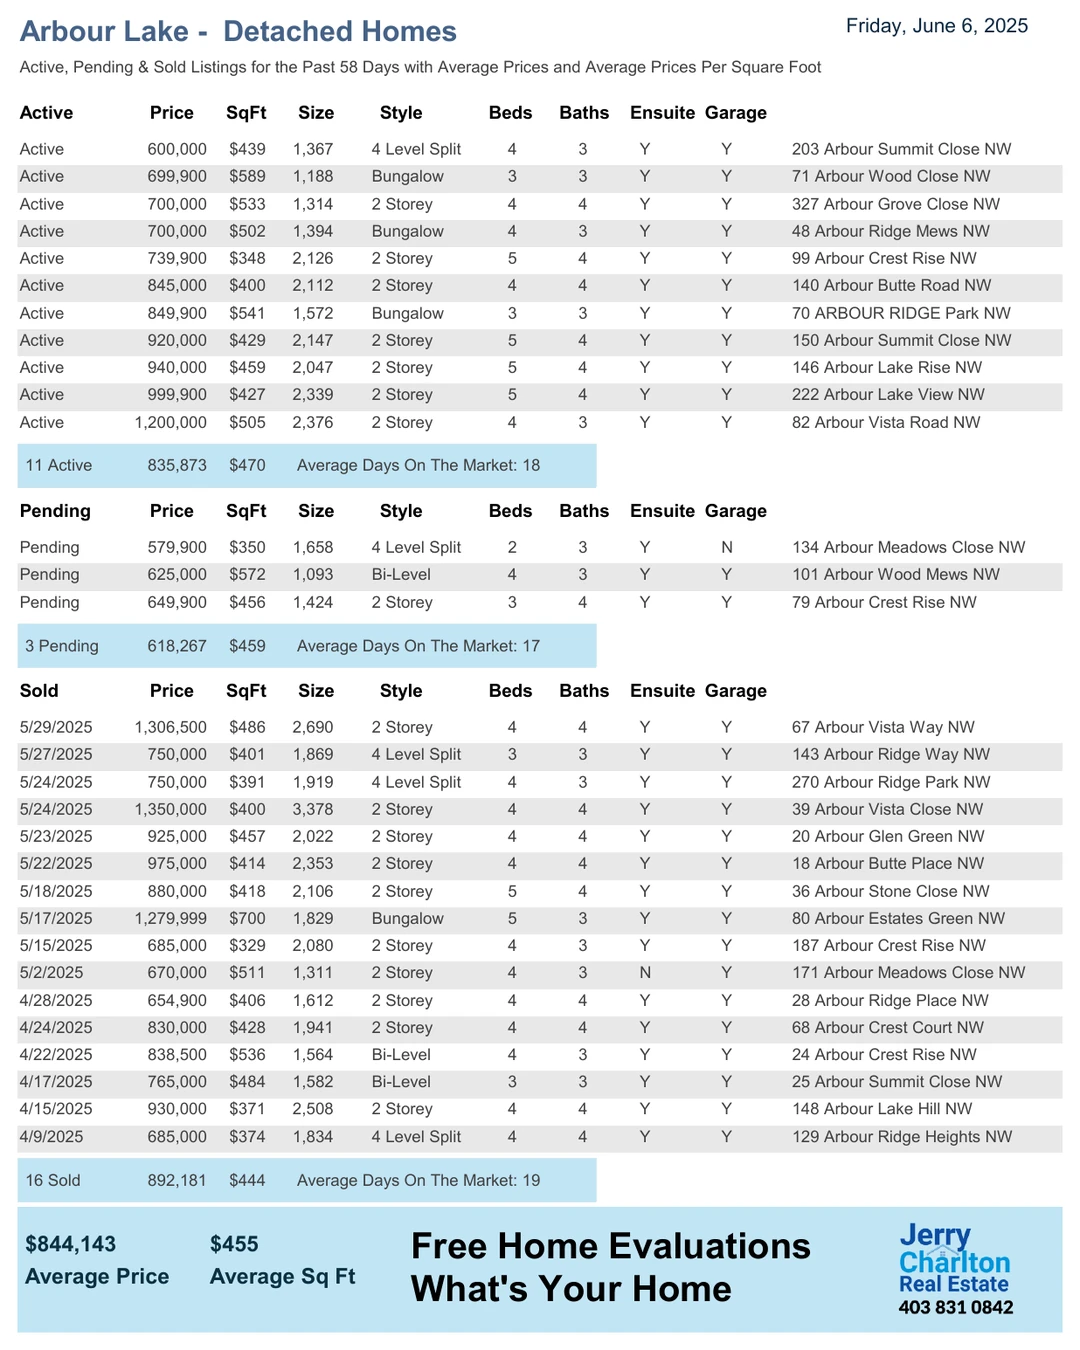 Arbour Lake -  Detached Homes
Friday, June 6, 2025
Active, Pending & Sold Listings for the Past 58 Days with Average Prices and Average Prices Per Square Foot
Active Price SqFt Size Style Beds Baths Ensuite Garage
Active 600,000 $439 1,367 4 Level Split 4 3 Y Y 203 Arbour Summit Close NW
Active 699,900 $589 1,188 Bungalow 3 3 Y Y 71 Arbour Wood Close NW
Active 700,000 $533 1,314 2 Storey 4 4 Y Y 327 Arbour Grove Close NW
Active 700,000 $502 1,394 Bungalow 4 3 Y Y 48 Arbour Ridge Mews NW
Active 739,900 $348 2,126 2 Storey 5 4 Y Y 99 Arbour Crest Rise NW
Active 845,000 $400 2,112 2 Storey 4 4 Y Y 140 Arbour Butte Road NW
Active 849,900 $541 1,572 Bungalow 3 3 Y Y 70 ARBOUR RIDGE Park NW
Active 920,000 $429 2,147 2 Storey 5 4 Y Y 150 Arbour Summit Close NW
Active 940,000 $459 2,047 2 Storey 5 4 Y Y 146 Arbour Lake Rise NW
Active 999,900 $427 2,339 2 Storey 5 4 Y Y 222 Arbour Lake View NW
Active 1,200,000 $505 2,376 2 Storey 4 3 Y Y 82 Arbour Vista Road NW
11 Active 835,873 $470 Average Days On The Market: 18
Pending Price SqFt Size Style Beds Baths Ensuite Garage
Pending 579,900 $350 1,658 4 Level Split 2 3 Y N 134 Arbour Meadows Close NW
Pending 625,000 $572 1,093 Bi-Level 4 3 Y Y 101 Arbour Wood Mews NW
Pending 649,900 $456 1,424 2 Storey 3 4 Y Y 79 Arbour Crest Rise NW
3 Pending 618,267 $459 Average Days On The Market: 17
Sold Price SqFt Size Style Beds Baths Ensuite Garage
5/29/2025 1,306,500 $486 2,690 2 Storey 4 4 Y Y 67 Arbour Vista Way NW
5/27/2025 750,000 $401 1,869 4 Level Split 3 3 Y Y 143 Arbour Ridge Way NW
5/24/2025 750,000 $391 1,919 4 Level Split 4 3 Y Y 270 Arbour Ridge Park NW
5/24/2025 1,350,000 $400 3,378 2 Storey 4 4 Y Y 39 Arbour Vista Close NW
5/23/2025 925,000 $457 2,022 2 Storey 4 4 Y Y 20 Arbour Glen Green NW
5/22/2025 975,000 $414 2,353 2 Storey 4 4 Y Y 18 Arbour Butte Place NW
5/18/2025 880,000 $418 2,106 2 Storey 5 4 Y Y 36 Arbour Stone Close NW
5/17/2025 1,279,999 $700 1,829 Bungalow 5 3 Y Y 80 Arbour Estates Green NW
5/15/2025 685,000 $329 2,080 2 Storey 4 3 Y Y 187 Arbour Crest Rise NW
5/2/2025 670,000 $511 1,311 2 Storey 4 3 N Y 171 Arbour Meadows Close NW
4/28/2025 654,900 $406 1,612 2 Storey 4 4 Y Y 28 Arbour Ridge Place NW
4/24/2025 830,000 $428 1,941 2 Storey 4 4 Y Y 68 Arbour Crest Court NW
4/22/2025 838,500 $536 1,564 Bi-Level 4 3 Y Y 24 Arbour Crest Rise NW
4/17/2025 765,000 $484 1,582 Bi-Level 3 3 Y Y 25 Arbour Summit Close NW
4/15/2025 930,000 $371 2,508 2 Storey 4 4 Y Y 148 Arbour Lake Hill NW
4/9/2025 685,000 $374 1,834 4 Level Split 4 4 Y Y 129 Arbour Ridge Heights NW
16 Sold 892,181 $444 Average Days On The Market: 19
$844,143 $455
Average Price Average Sq Ft
Free Home Evaluations
What's Your Home
Jerry
Charlton
Real Estate
403 831 0842